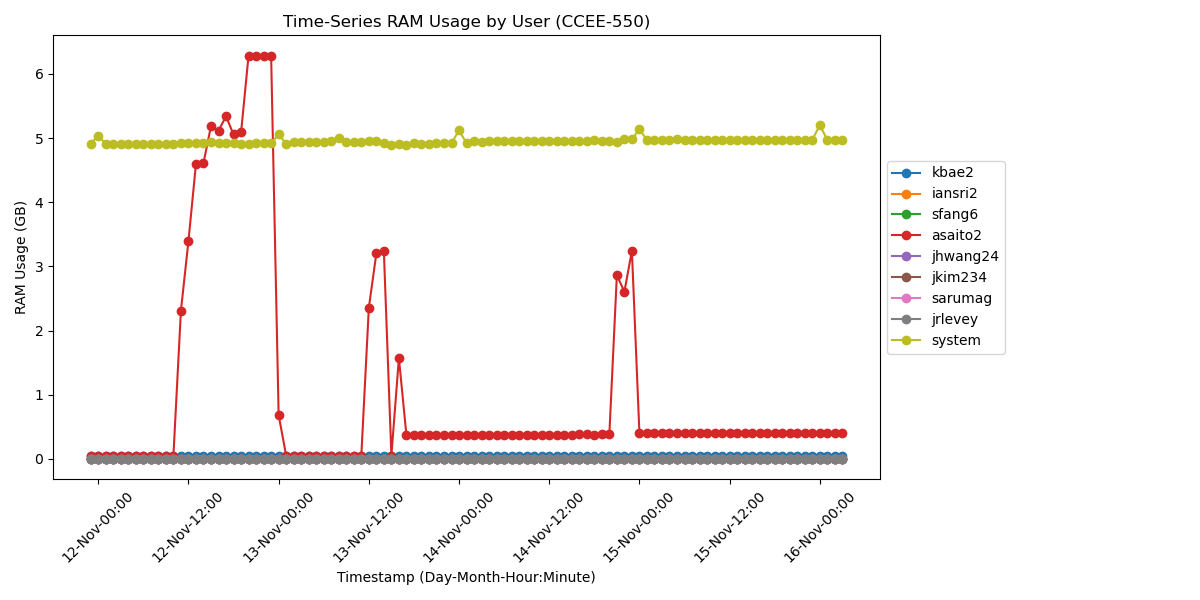 Time-Series RAM Usage by User (CCEE-550)
RAM Usage (GB)
6
5
4
3
2
1
0
12-Nov-00:00
12-Nov-12:00
13-Nov-00:00
13-Nov-12:00
14-Nov-00:00
14-Nov-12:00
15-Nov-00:00
15-Nov-12:00
16-Nov-00:00
Timestamp (Day-Month-Hour:Minute)
kbae2
iansri2
sfang6
asaito2
jhwang24
jkim234
sarumag
jrlevey
system